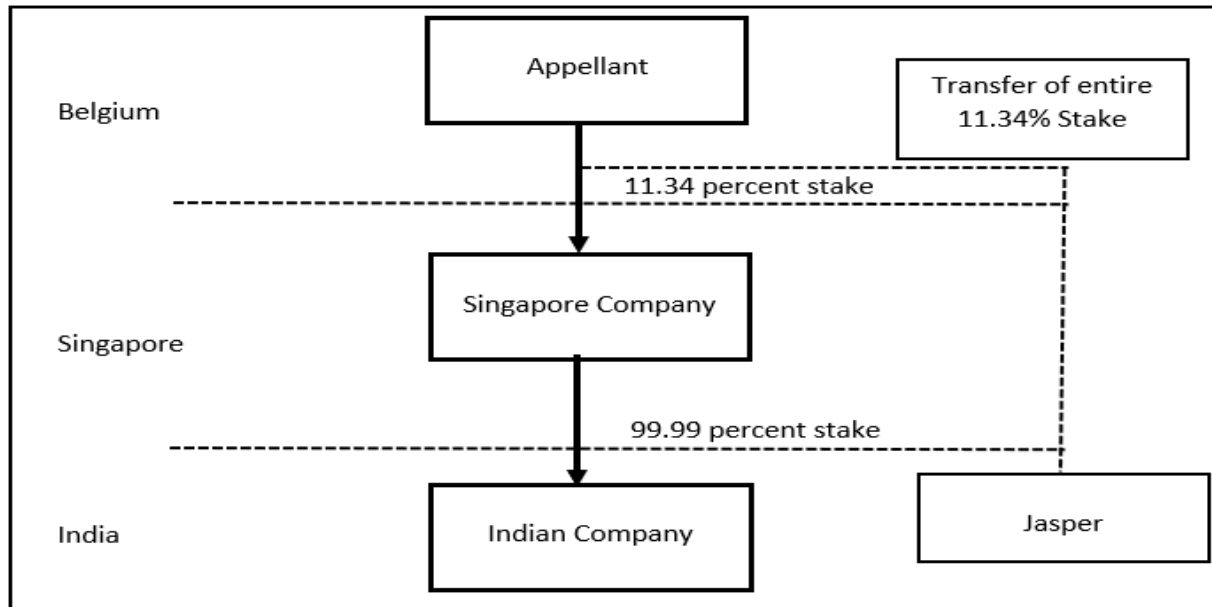 Appellant
Transfer of entire
11.34% Stake
Belgium
11.34 percent stake
Singapore Company
Singapore
99.99 percent stake
Indian Company
Jasper
India